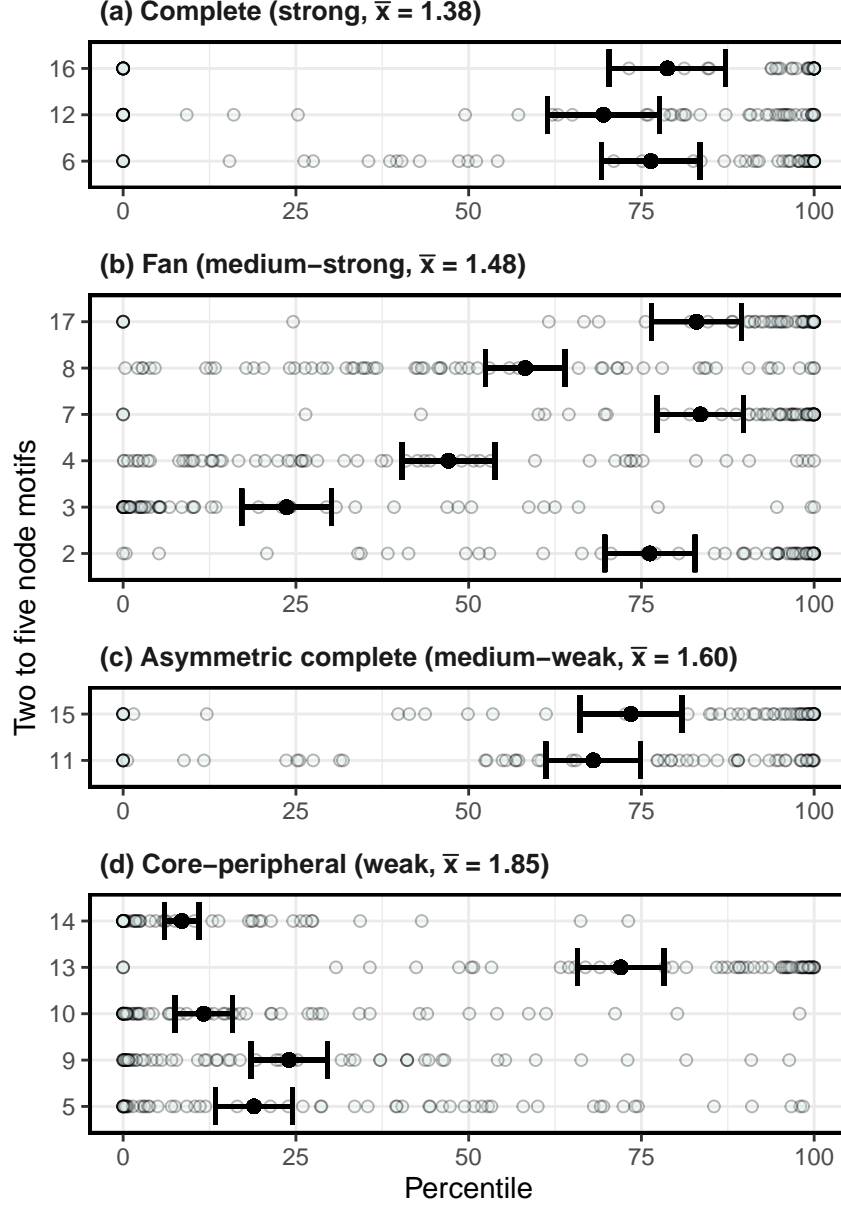 (a) Complete (strong, x̅ = 1.38)
16
12
6
0 25 50 75 100
(b) Fan (medium−strong, x̅ = 1.48)
17
8
7
4
3
2
0 25 50 75 100
Two to five node motifs
(c) Asymmetric complete (medium−weak, x̅ = 1.60)
15
11
0 25 50 75 100
(d) Core−peripheral (weak, x̅ = 1.85)
14
13
10
9
5
0 25 50 75 100
Percentile